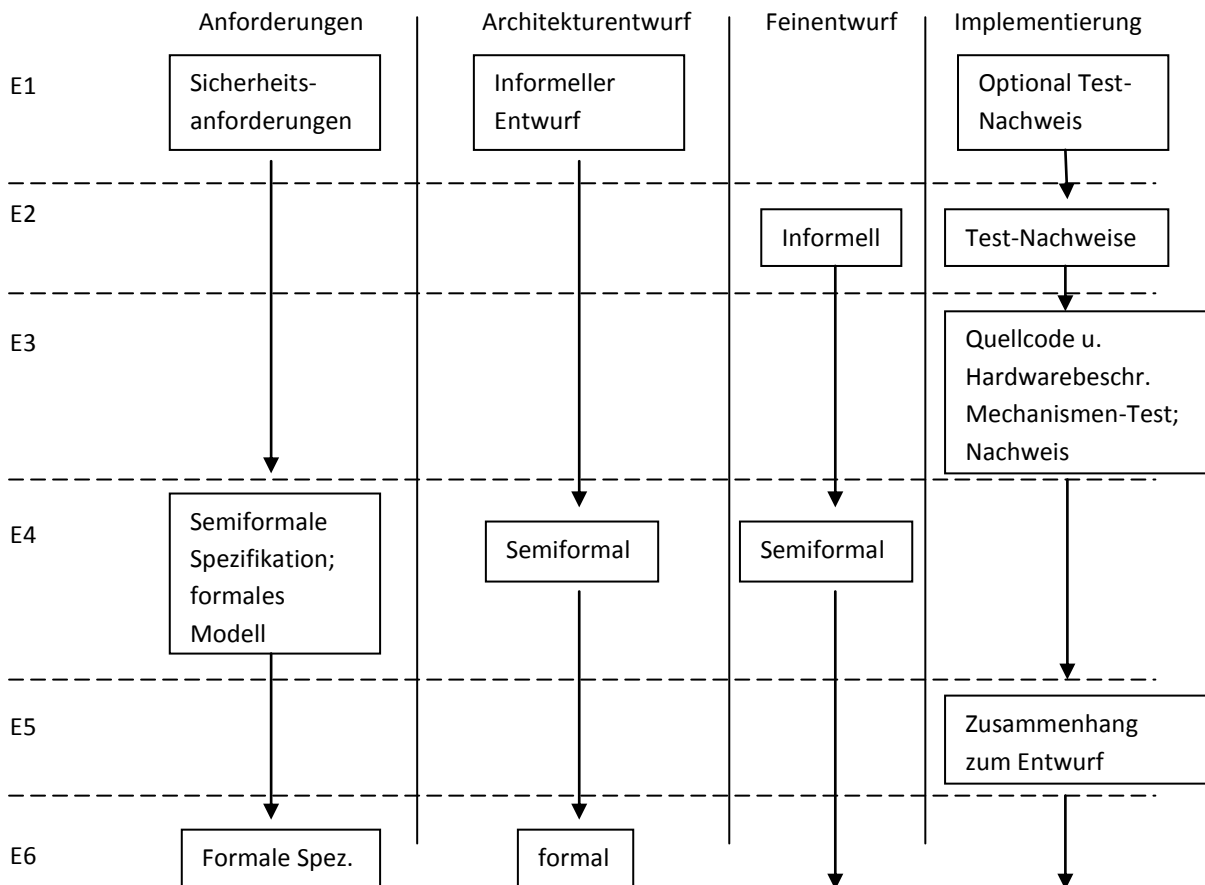 Anforderungen
Architekturentwurf
Feinentwurf
Implementierung
E1
Sicherheits-
anforderungen
Informeller
Entwurf
Optional Test-
Nachweis
E2
Informell
Test-Nachweise
E3
Quellcode u.
Hardwarebeschr.
Mechanismen-Test;
Nachweis
E4
Semiformale
Spezifikation;
formales
Modell
Semiformal
Semiformal
E5
Zusammenhang
zum Entwurf
E6
Formale Spez.
formal